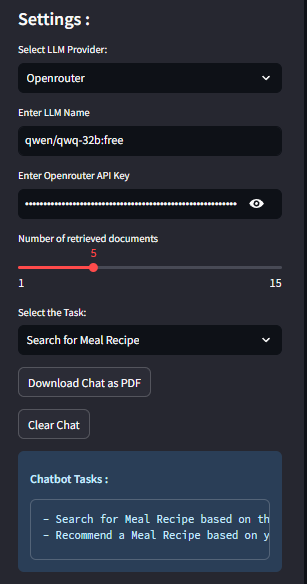 Settings :
Select LLM Provider:
Openrouter
Enter LLM Name
qwen/qwq-32b:free
Enter Openrouter API Key
Number of retrieved documents
5
1 15
Select the Task:
Search for Meal Recipe
Download Chat as PDF
Clear Chat
Chatbot Tasks :
- Search for Meal Recipe based on th
- Recommend a Meal Recipe based on y